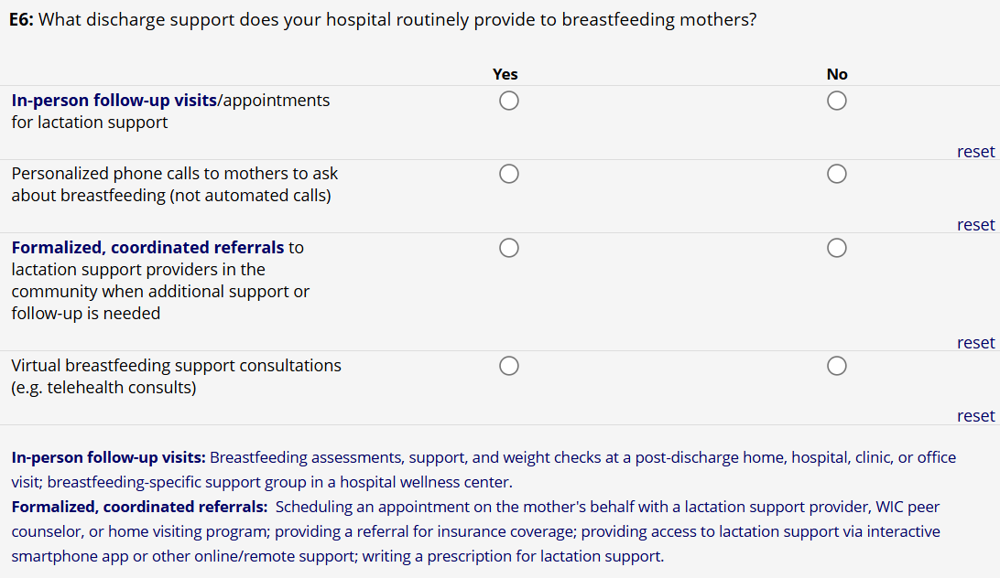 E6: What discharge support does your hospital routinely provide to breastfeeding mothers?
Yes No
In-person follow-up visits/appointments
for lactation support
reset
Personalized phone calls to mothers to ask
about breastfeeding (not automated calls)
reset
Formalized, coordinated referrals to
lactation support providers in the
community when additional support or
follow-up is needed
reset
Virtual breastfeeding support consultations
(e.g. telehealth consults)
reset
In-person follow-up visits: Breastfeeding assessments, support, and weight checks at a post-discharge home, hospital, clinic, or office
visit; breastfeeding-specific support group in a hospital wellness center.
Formalized, coordinated referrals: Scheduling an appointment on the mother's behalf with a lactation support provider, WIC peer
counselor, or home visiting program; providing a referral for insurance coverage; providing access to lactation support via interactive
smartphone app or other online/remote support; writing a prescription for lactation support.